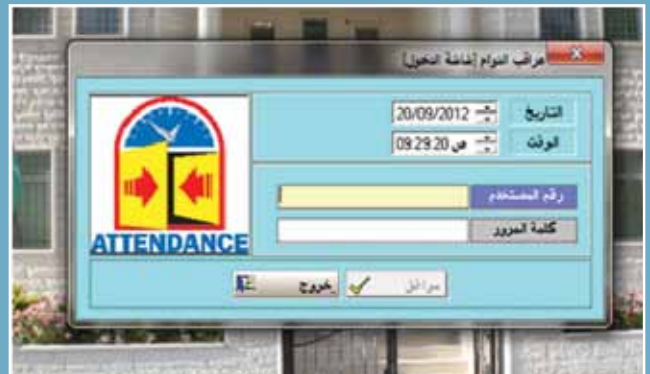 مراقب الدوام [شاشة الدخول]
التاريخ 20/09/2012
الوقت 09:29:20 ص
رقم المستخدم
كلمة المرور
ATTENDANCE
موافق خروج